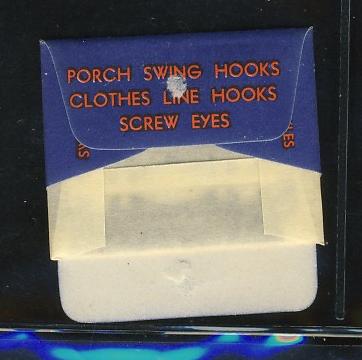 PORCH SWING HOOKS
CLOTHES LINE HOOKS
SCREW EYES